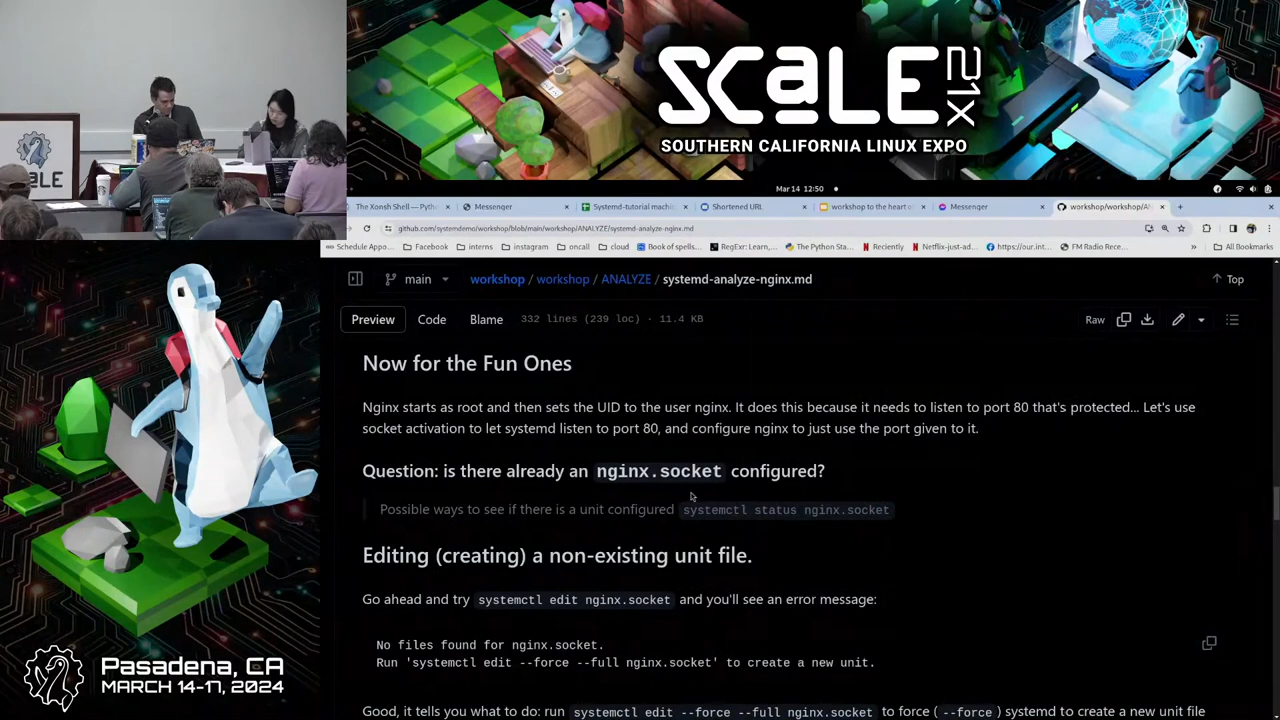 SCaLE 21X
SOUTHERN CALIFORNIA LINUX EXPO
Mar 14 12:50
The Xonsh Shell — Pyth
Messenger
Systemd-tutorial machi
Shortened URL
workshop to the heart o
Messenger
workshop/workshop/AN
github.com/systemdemo/workshop/blob/main/workshop/ANALYZE/systemd-analyze-nginx.md
Schedule Appo...
Facebook
interns
instagram
oncall
cloud
Book of spells...
RegExr: Learn,...
The Python Sta...
Reciently
Netflix-just-ad...
https://our.int...
FM Radio Rece...
All Bookmarks
main
workshop / workshop / ANALYZE / systemd-analyze-nginx.md
Top
Preview
Code
Blame
332 lines (239 loc) · 11.4 KB
Raw
Now for the Fun Ones
Nginx starts as root and then sets the UID to the user nginx. It does this because it needs to listen to port 80 that's protected... Let's use
socket activation to let systemd listen to port 80, and configure nginx to just use the port given to it.
Question: is there already an nginx.socket configured?
Possible ways to see if there is a unit configured systemctl status nginx.socket
Editing (creating) a non-existing unit file.
Go ahead and try systemctl edit nginx.socket and you'll see an error message:
No files found for nginx.socket.
Run 'systemctl edit --force --full nginx.socket' to create a new unit.
Good, it tells you what to do: run systemctl edit --force --full nginx.socket to force ( --force ) systemd to create a new unit file
Pasadena, CA
MARCH 14-17, 2024